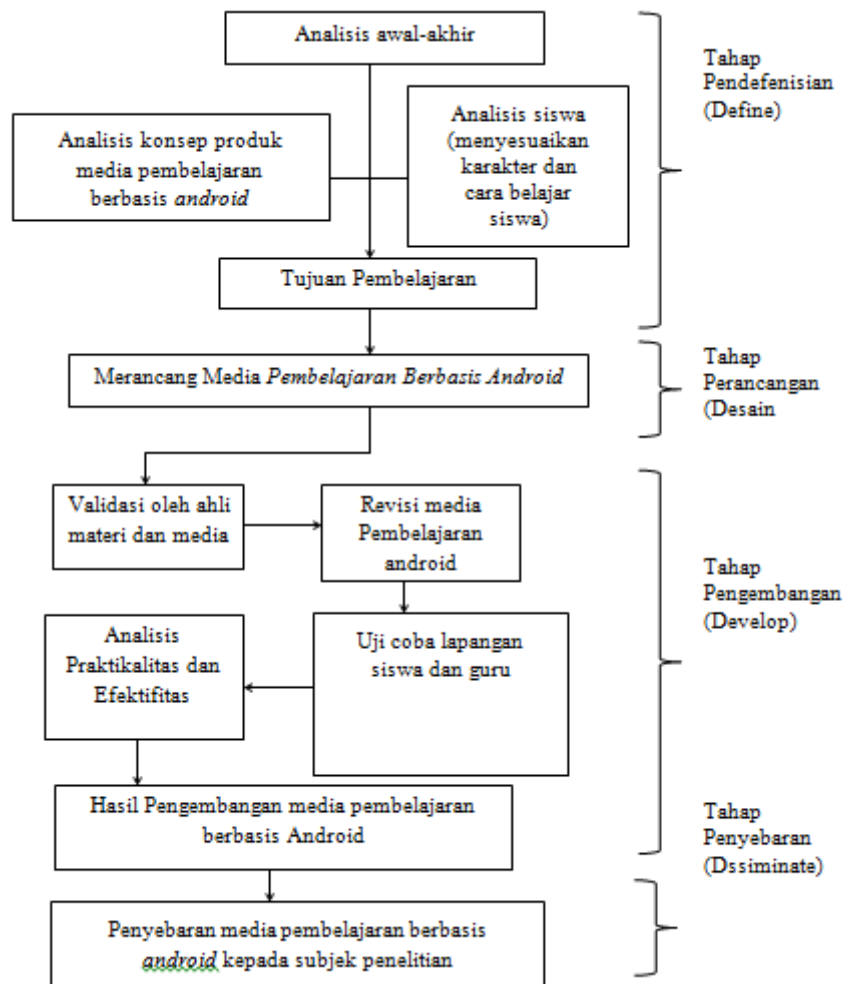 Analisis awal-akhir
Tahap
Pendefenisian
(Define)
Analisis konsep produk
media pembelajaran
berbasis android
Analisis siswa
(menyesuaikan
karakter dan
cara belajar
siswa)
Tujuan Pembelajaran
Merancang Media Pembelajaran Berbasis Android
Tahap
Perancangan
(Desain
Validasi oleh ahli
materi dan media
Revisi media
Pembelajaran
android
Tahap
Pengembangan
(Develop)
Analisis
Praktikalitas dan
Efektifitas
Uji coba lapangan
siswa dan guru
Hasil Pengembangan media pembelajaran
berbasis Android
Tahap
Penyebaran
(Dssiminate)
Penyebaran media pembelajaran berbasis
android kepada subjek penelitian